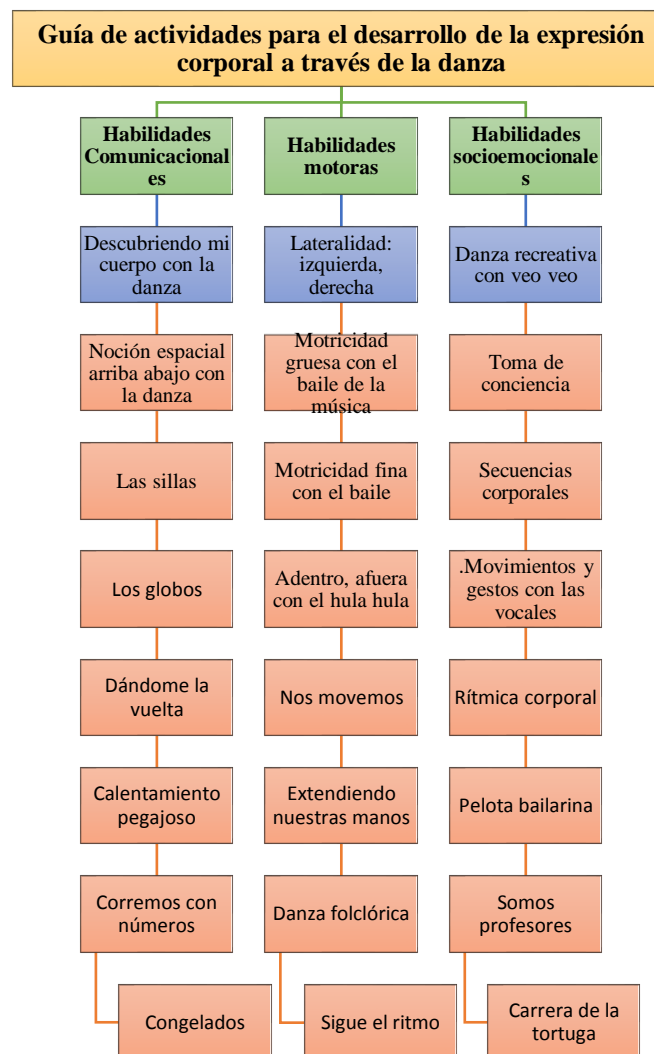 Guía de actividades para el desarrollo de la expresión
corporal a través de la danza
Habilidades
Comunicacional
es
Habilidades
motoras
Habilidades
socioemocionale
s
Descubriendo mi
cuerpo con la
danza
Lateralidad:
izquierda,
derecha
Danza recreativa
con veo veo
Noción espacial
arriba abajo con
la danza
Motricidad
gruesa con el
baile de la
música
Toma de
conciencia
Las sillas
Motricidad fina
con el baile
Secuencias
corporales
Los globos
Adentro, afuera
con el hula hula
.Movimientos y
gestos con las
vocales
Dándome la
vuelta
Nos movemos
Rítmica corporal
Calentamiento
pegajoso
Extendiendo
nuestras manos
Pelota bailarina
Corremos con
números
Danza folclórica
Somos
profesores
Congelados
Sigue el ritmo
Carrera de la
tortuga